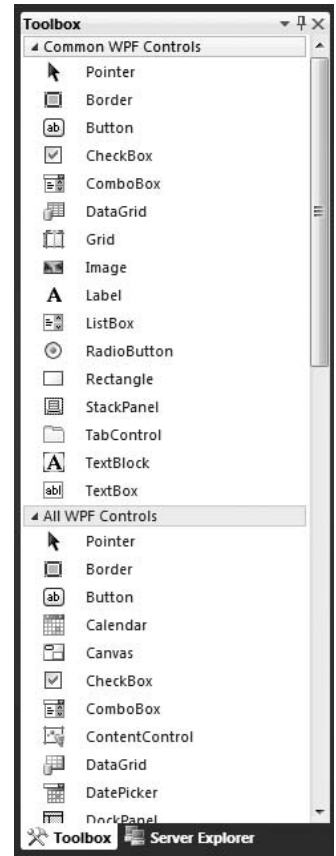 Toolbox
Common WPF Controls
Pointer
Border
Button
CheckBox
ComboBox
DataGrid
Grid
Image
Label
ListBox
RadioButton
Rectangle
StackPanel
TabControl
TextBlock
TextBox
All WPF Controls
Pointer
Border
Button
Calendar
Canvas
CheckBox
ComboBox
ContentControl
DataGrid
DatePicker
DockPanel
Toolbox Server Explorer